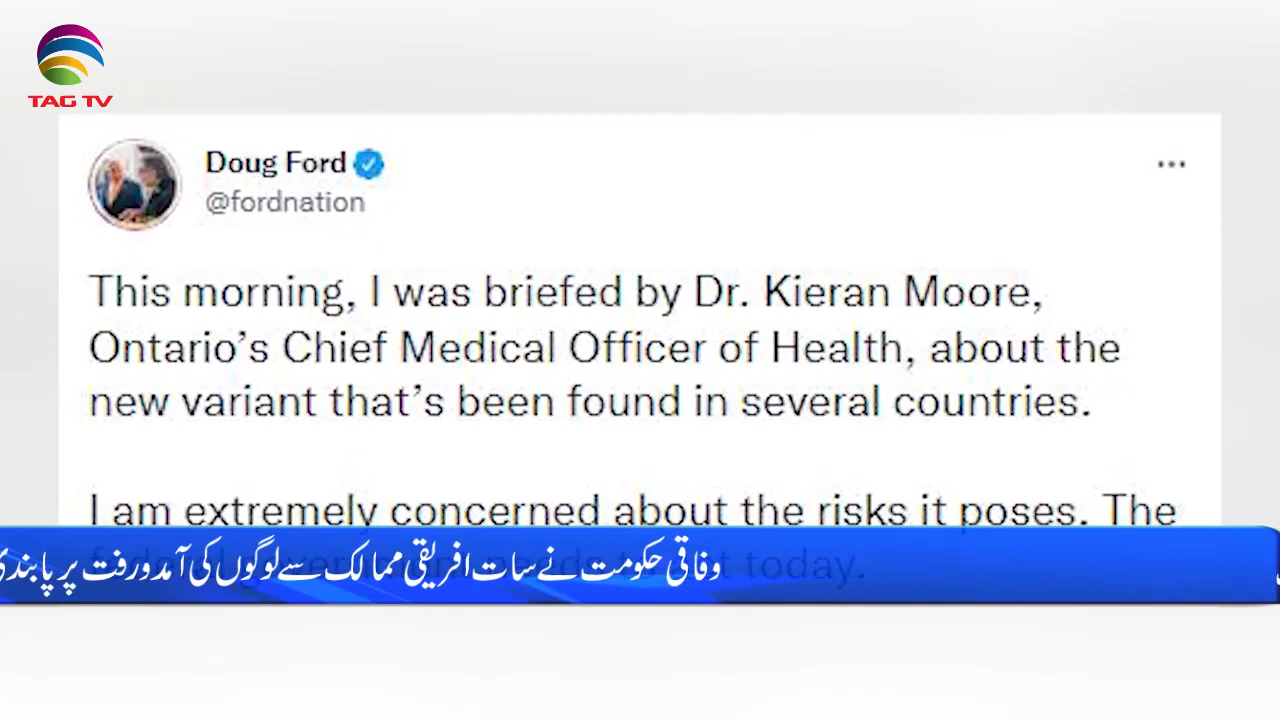 TAG TV
Doug Ford
@fordnation
This morning, I was briefed by Dr. Kieran Moore,
Ontario’s Chief Medical Officer of Health, about the
new variant that’s been found in several countries.
I am extremely concerned about the risks it poses. The
today.
وفاقی حکومت نے سات افریقی ممالک سے لوگوں کی آمدورفت پر پابندی